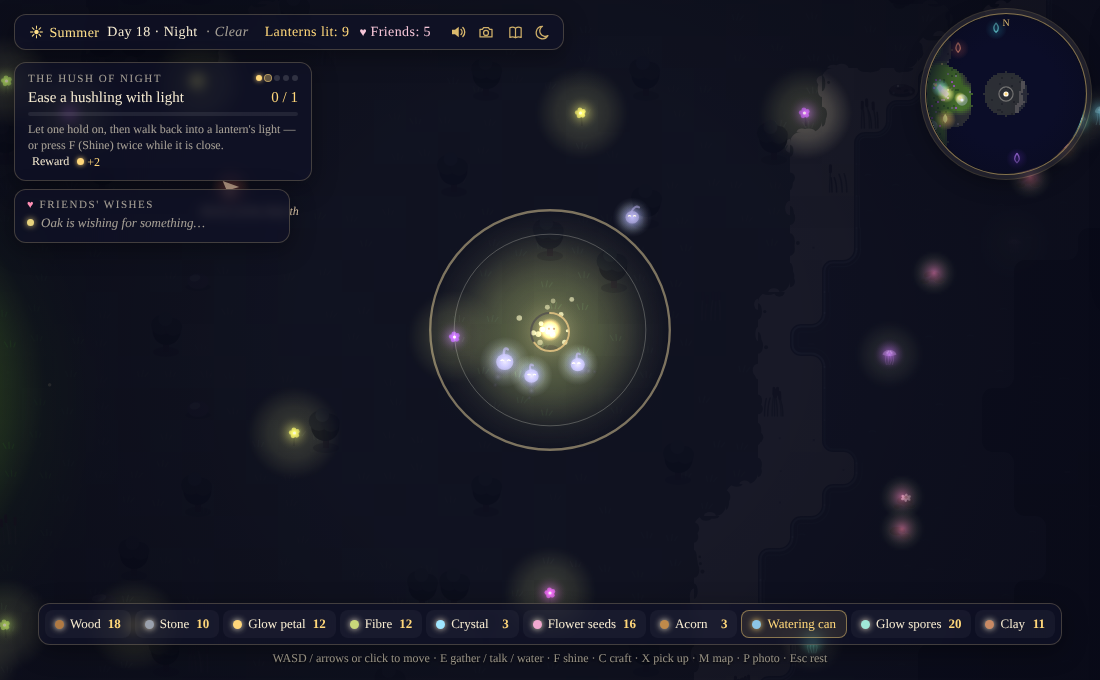 Summer Day 18 · Night · Clear Lanterns lit: 9 ♥ Friends: 5
N
THE HUSH OF NIGHT
Ease a hushling with light 0 / 1
Let one hold on, then walk back into a lantern's light —
or press F (Shine) twice while it is close.
Reward +2
♥ FRIENDS' WISHES
Oak is wishing for something…
Wood 18 Stone 10 Glow petal 12 Fibre 12 Crystal 3 Flower seeds 16 Acorn 3 Watering can Glow spores 20 Clay 11
WASD / arrows or click to move · E gather / talk / water · F shine · C craft · X pick up · M map · P photo · Esc rest